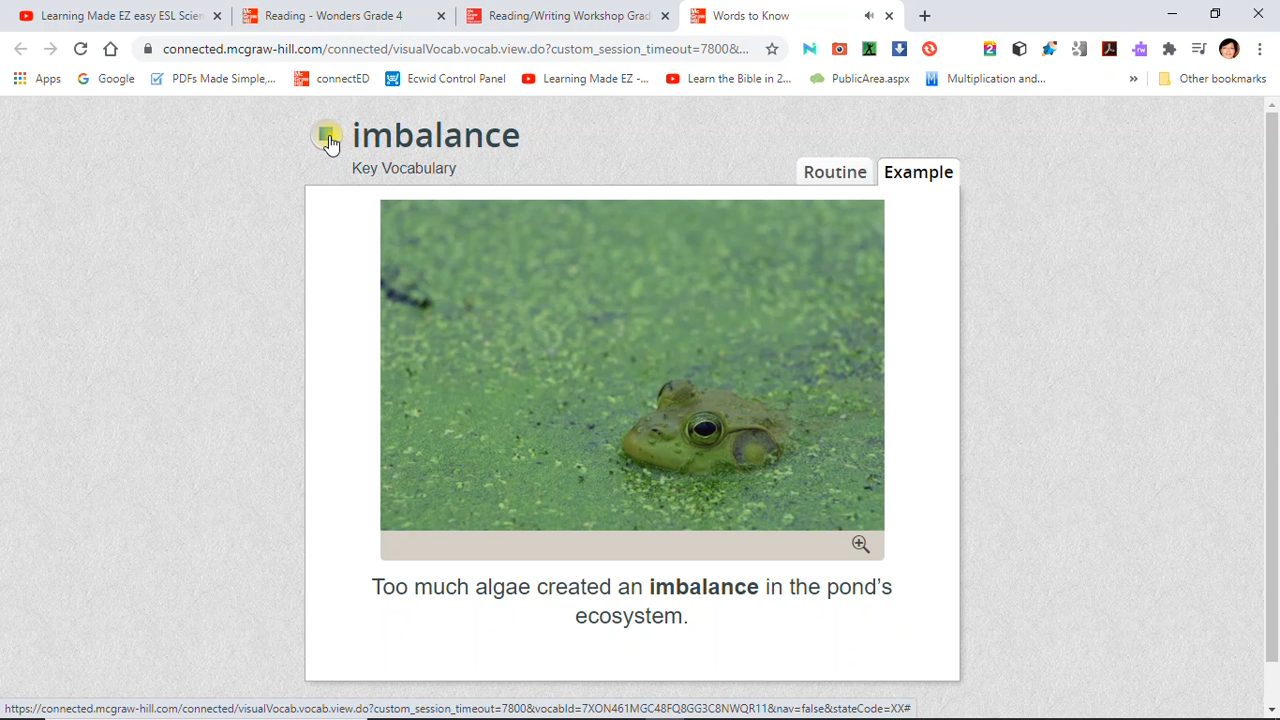 Learning Made EZ easy ESL Scie
Reading - Wonders Grade 4
Reading/Writing Workshop Grad
Words to Know
connected.mcgraw-hill.com/connected/visualVocab.vocab.view.do?custom_session_timeout=7800&...
Apps
Google
PDFs Made Simple,...
connectED
Ecwid Control Panel
Learning Made EZ -...
Learn the Bible in 2...
PublicArea.aspx
Multiplication and...
»
Other bookmarks
imbalance
Key Vocabulary
Routine
Example
Too much algae created an imbalance in the pond's
ecosystem.
https://connected.mcgraw-hill.com/connected/visualVocab.vocab.view.do?custom_session_timeout=7800&vocabId=7XON461MGC48FQ8GG3C8NWQR11&nav=false&stateCode=XX#